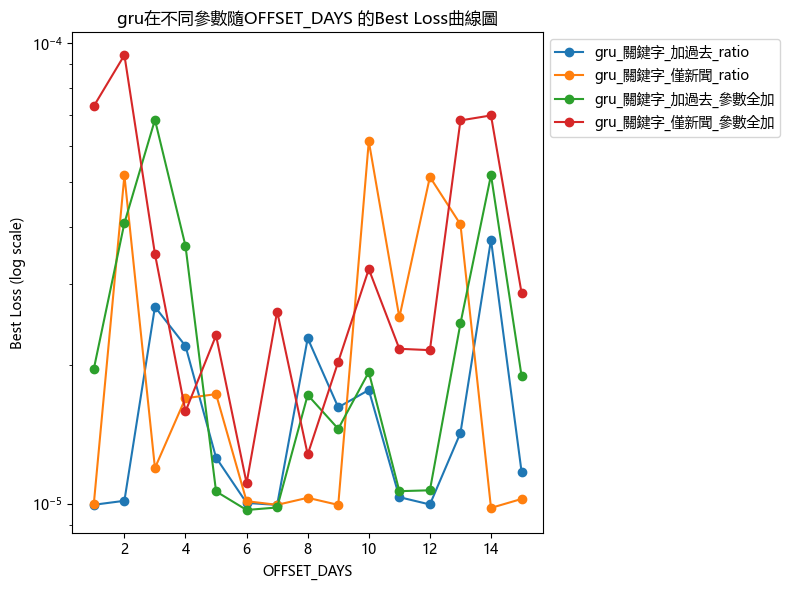 gru在不同參數隨OFFSET_DAYS 的Best Loss曲線圖
10⁻⁴
10⁻⁵
Best Loss (log scale)
2 4 6 8 10 12 14
OFFSET_DAYS
gru_關鍵字_加過去_ratio
gru_關鍵字_僅新聞_ratio
gru_關鍵字_加過去_參數全加
gru_關鍵字_僅新聞_參數全加